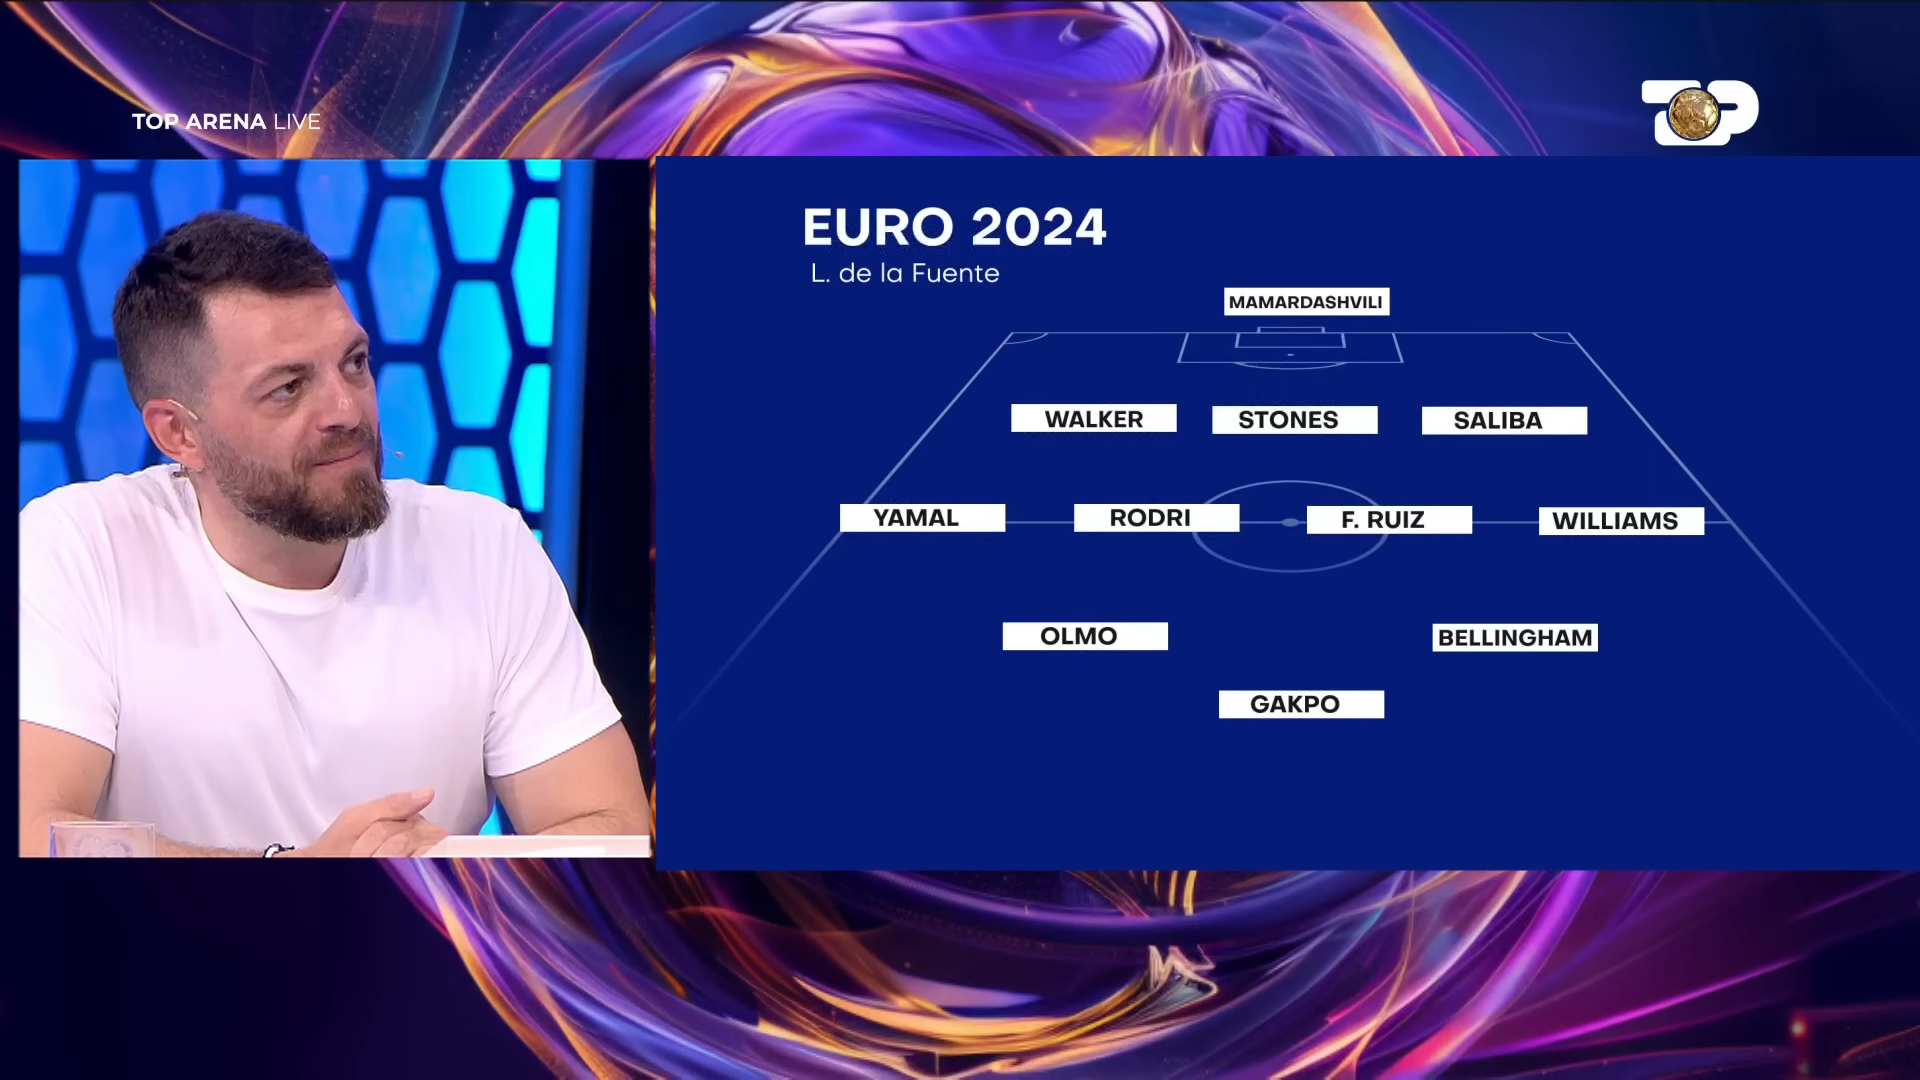 TOP ARENA LIVE
TOP
EURO 2024
L. de la Fuente
MAMARDASHVILI
WALKER STONES SALIBA
YAMAL RODRI F. RUIZ WILLIAMS
OLMO BELLINGHAM
GAKPO